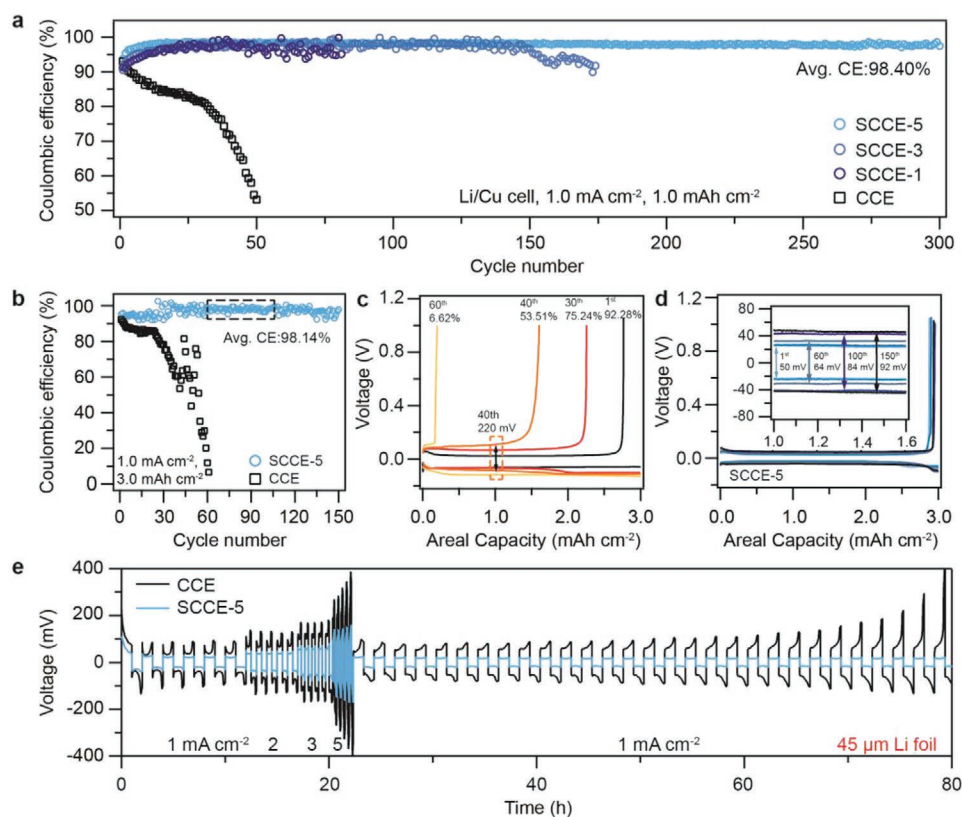 a
Coulombic efficiency (%)
100
90
80
70
60
50
Avg. CE:98.40%
SCCE-5
SCCE-3
SCCE-1
CCE
Li/Cu cell, 1.0 mA cm⁻², 1.0 mAh cm⁻²
0 50 75 100 125 150 175 200 225 250 275 300
Cycle number
b
Coulombic efficiency (%)
100
80
60
40
20
0
Avg. CE:98.14%
1.0 mA cm⁻²,
3.0 mAh cm⁻²
SCCE-5
CCE
0 30 60 90 120 150
Cycle number
c
Voltage (V)
1.2
0.8
0.4
0.0
60th 40th 30th 1st
6.62% 53.51% 75.24% 92.28%
40th
220 mV
0.0 1.0 2.0 3.0
Areal Capacity (mAh cm⁻²)
d
Voltage (V)
1.2
0.8
0.4
0.0
80
40
0
-40
-80
1st 60th 100th 150th
50 mV 64 mV 84 mV 92 mV
1.0 1.2 1.4 1.6
SCCE-5
0.0 1.0 2.0 3.0
Areal Capacity (mAh cm⁻²)
e
Voltage (mV)
400
200
0
-200
-400
CCE
SCCE-5
1 mA cm⁻² 2 3 5 1 mA cm⁻² 45 µm Li foil
0 10 20 40 60 80
Time (h)